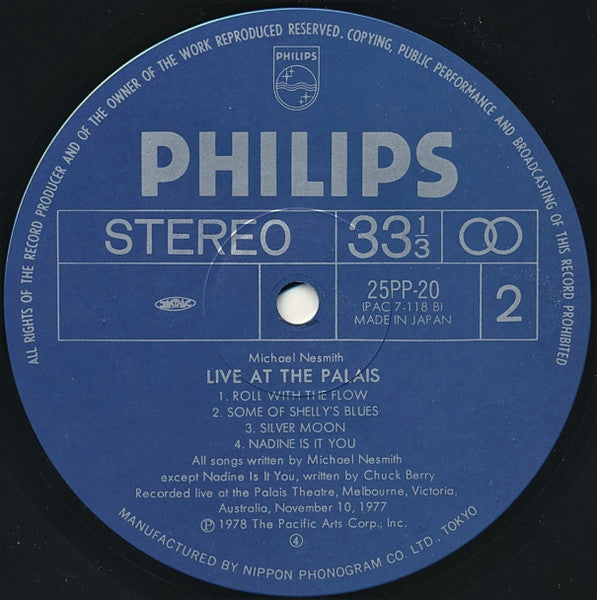 ALL RIGHTS OF THE RECORD PRODUCER AND OF THE OWNER OF THE WORK REPRODUCED RESERVED. COPYING, PUBLIC PERFORMANCE AND BROADCASTING OF THIS RECORD PROHIBITED
PHILIPS
PHILIPS
STEREO 33 1/3
25PP-20
(PAC 7-118 B)
MADE IN JAPAN
2
Michael Nesmith
LIVE AT THE PALAIS
1. ROLL WITH THE FLOW
2. SOME OF SHELLY'S BLUES
3. SILVER MOON
4. NADINE IS IT YOU
All songs written by Michael Nesmith
except Nadine Is It You, written by Chuck Berry
Recorded live at the Palais Theatre, Melbourne, Victoria,
Australia, November 10, 1977
Ⓟ 1978 The Pacific Arts Corp., Inc.
④
MANUFACTURED BY NIPPON PHONOGRAM CO. LTD., TOKYO